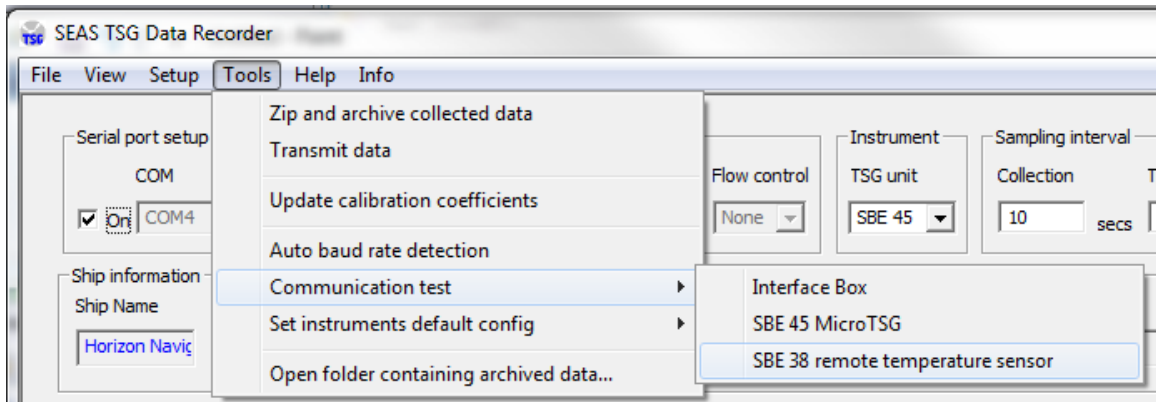 TSG SEAS TSG Data Recorder
File View Setup Tools Help Info
Zip and archive collected data
Transmit data
Update calibration coefficients
Auto baud rate detection
Communication test
Set instruments default config
Open folder containing archived data...
Interface Box
SBE 45 MicroTSG
SBE 38 remote temperature sensor
Serial port setup
COM
On COM4
Flow control
None
Instrument
TSG unit
SBE 45
Sampling interval
Collection T
10 secs
Ship information
Ship Name
Horizon Navig